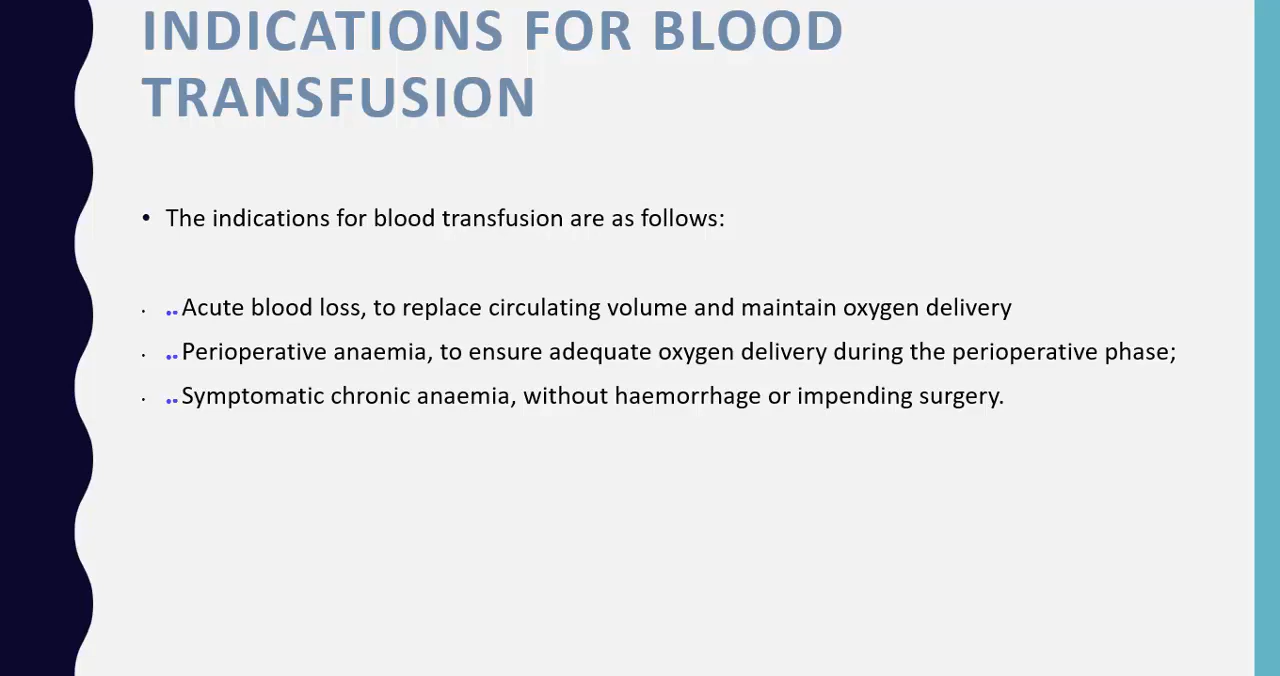 INDICATIONS FOR BLOOD
TRANSFUSION
• The indications for blood transfusion are as follows:
• ..Acute blood loss, to replace circulating volume and maintain oxygen delivery
• ..Perioperative anaemia, to ensure adequate oxygen delivery during the perioperative phase;
• ..Symptomatic chronic anaemia, without haemorrhage or impending surgery.